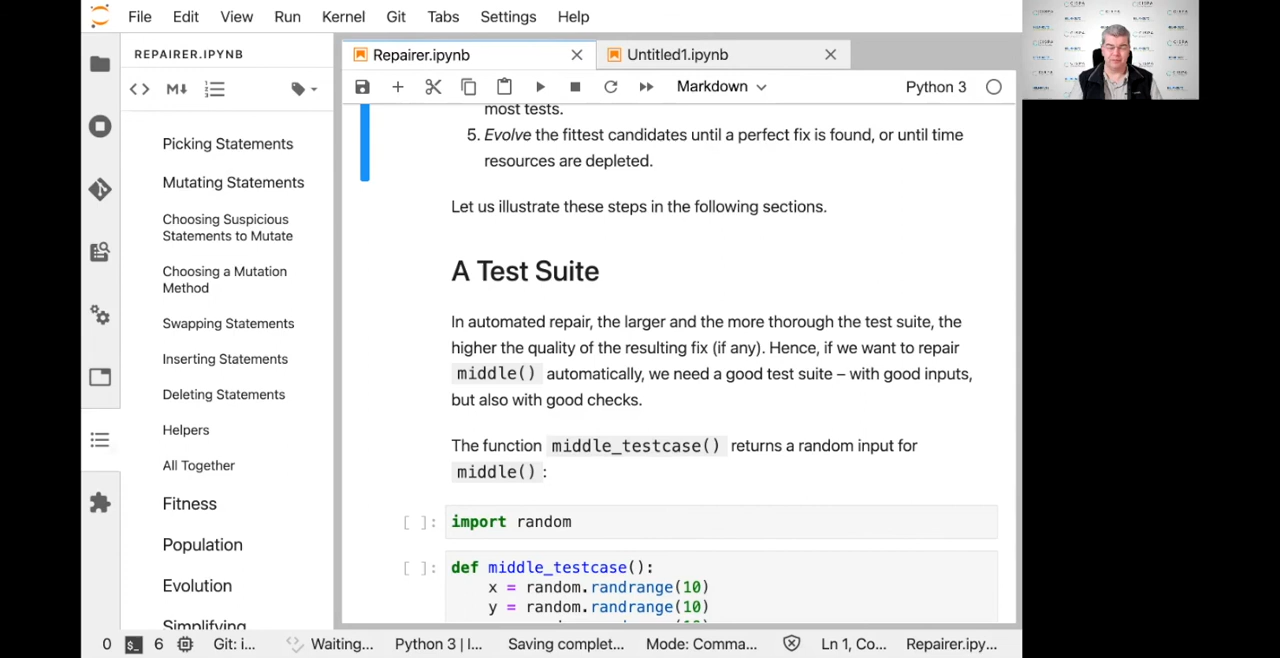 File Edit View Run Kernel Git Tabs Settings Help
REPAIRER.IPYNB
Repairer.ipynb
Untitled1.ipynb
M
Markdown
Python 3
Picking Statements
Mutating Statements
Choosing Suspicious
Statements to Mutate
Choosing a Mutation
Method
Swapping Statements
Inserting Statements
Deleting Statements
Helpers
All Together
Fitness
Population
Evolution
Simplifying
most tests.
5. Evolve the fittest candidates until a perfect fix is found, or until time
resources are depleted.
Let us illustrate these steps in the following sections.
A Test Suite
In automated repair, the larger and the more thorough the test suite, the
higher the quality of the resulting fix (if any). Hence, if we want to repair
middle() automatically, we need a good test suite – with good inputs,
but also with good checks.
The function middle_testcase() returns a random input for
middle() :
[ ]: import random
[ ]: def middle_testcase():
x = random.randrange(10)
y = random.randrange(10)
0 $_ 6 Git: i... Waiting... Python 3 | I... Saving complet... Mode: Comma... Ln 1, Co... Repairer.ipy...